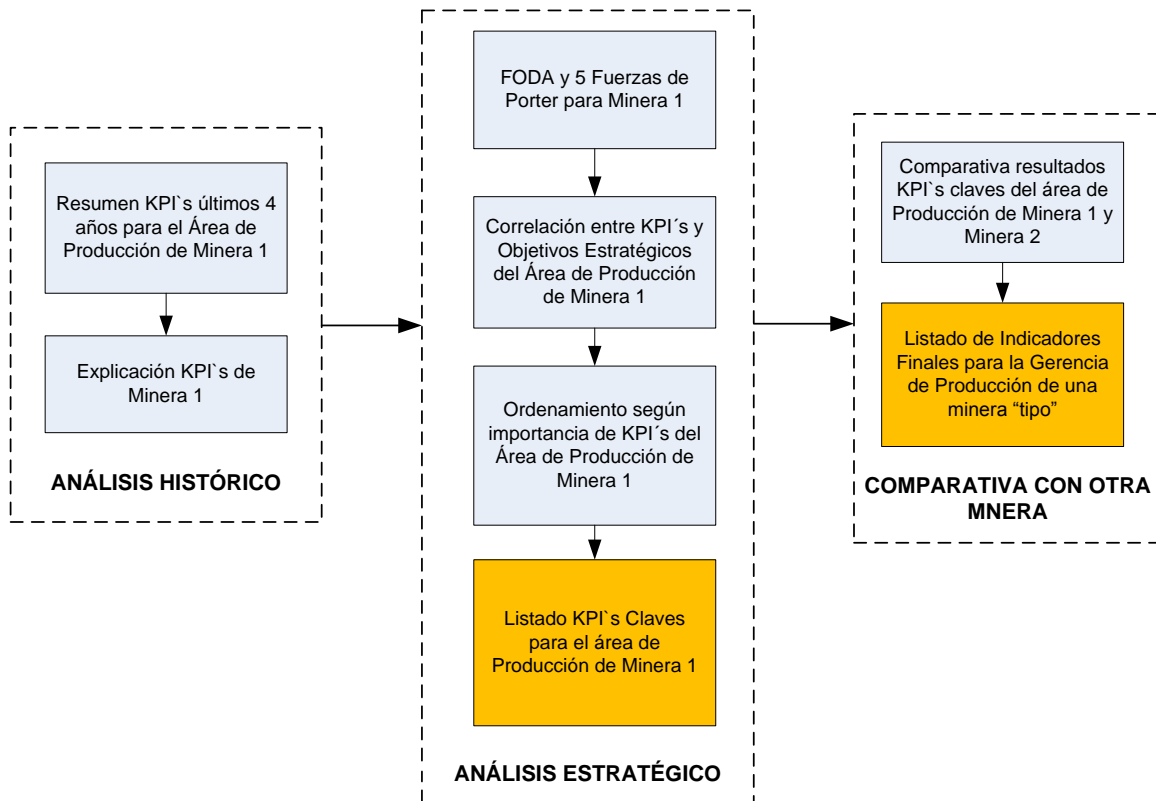 Resumen KPI`s últimos 4
años para el Área de
Producción de Minera 1
Explicación KPI`s de
Minera 1
ANÁLISIS HISTÓRICO
FODA y 5 Fuerzas de
Porter para Minera 1
Correlación entre KPI´s y
Objetivos Estratégicos
del Área de Producción
de Minera 1
Ordenamiento según
importancia de KPI´s del
Área de Producción de
Minera 1
Listado KPI`s Claves
para el área de
Producción de Minera 1
ANÁLISIS ESTRATÉGICO
Comparativa resultados
KPI`s claves del área de
Producción de Minera 1 y
Minera 2
Listado de Indicadores
Finales para la Gerencia
de Producción de una
minera “tipo”
COMPARATIVA CON OTRA
MNERA